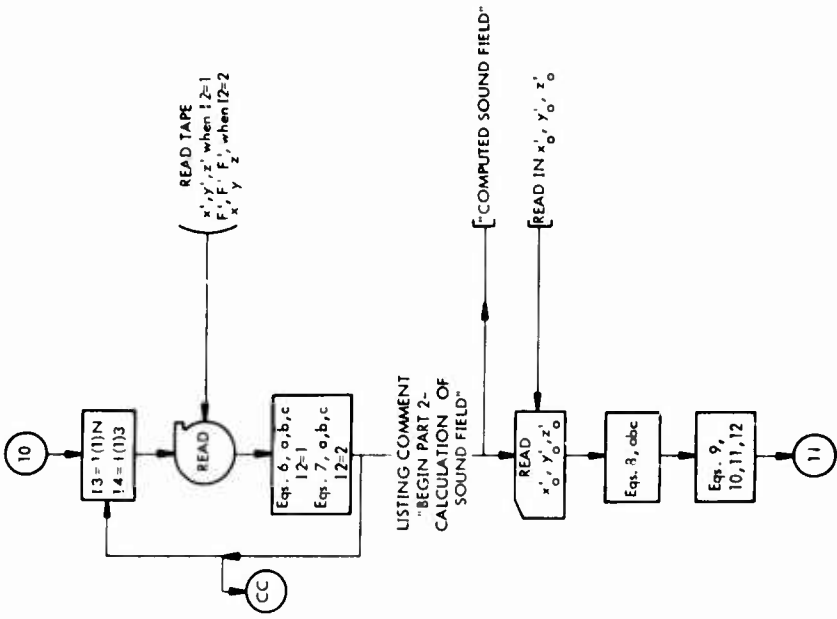 10
I3 = 1(1)N
I4 = 1(1)3
READ
READ TAPE
x', y', z' when I2=1
F'x, F'y, F'z, when I2=2
Eqs. 6, a,b,c
I2=1
Eqs. 7, a,b,c
I2=2
CC
LISTING COMMENT
"BEGIN PART 2-
CALCULATION OF
SOUND FIELD"
"COMPUTED SOUND FIELD"
READ
x'o, y'o, z'o
READ IN x'o, y'o, z'o
Eqs. 8, abc
Eqs. 9,
10, 11, 12
11